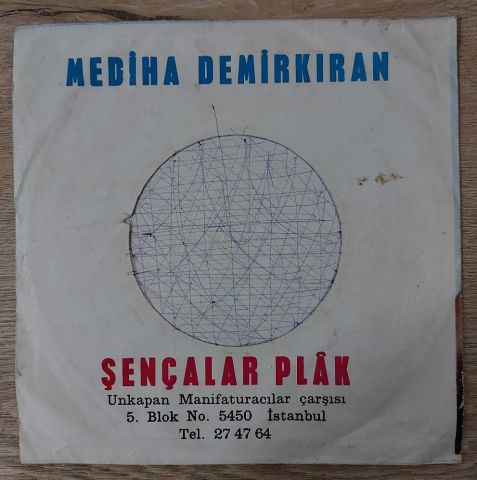 MEDİHA DEMİRKIRAN
ŞENÇALAR PLÂK
Unkapan Manifaturacılar çarşısı
5. Blok No. 5450 İstanbul
Tel. 27 47 64